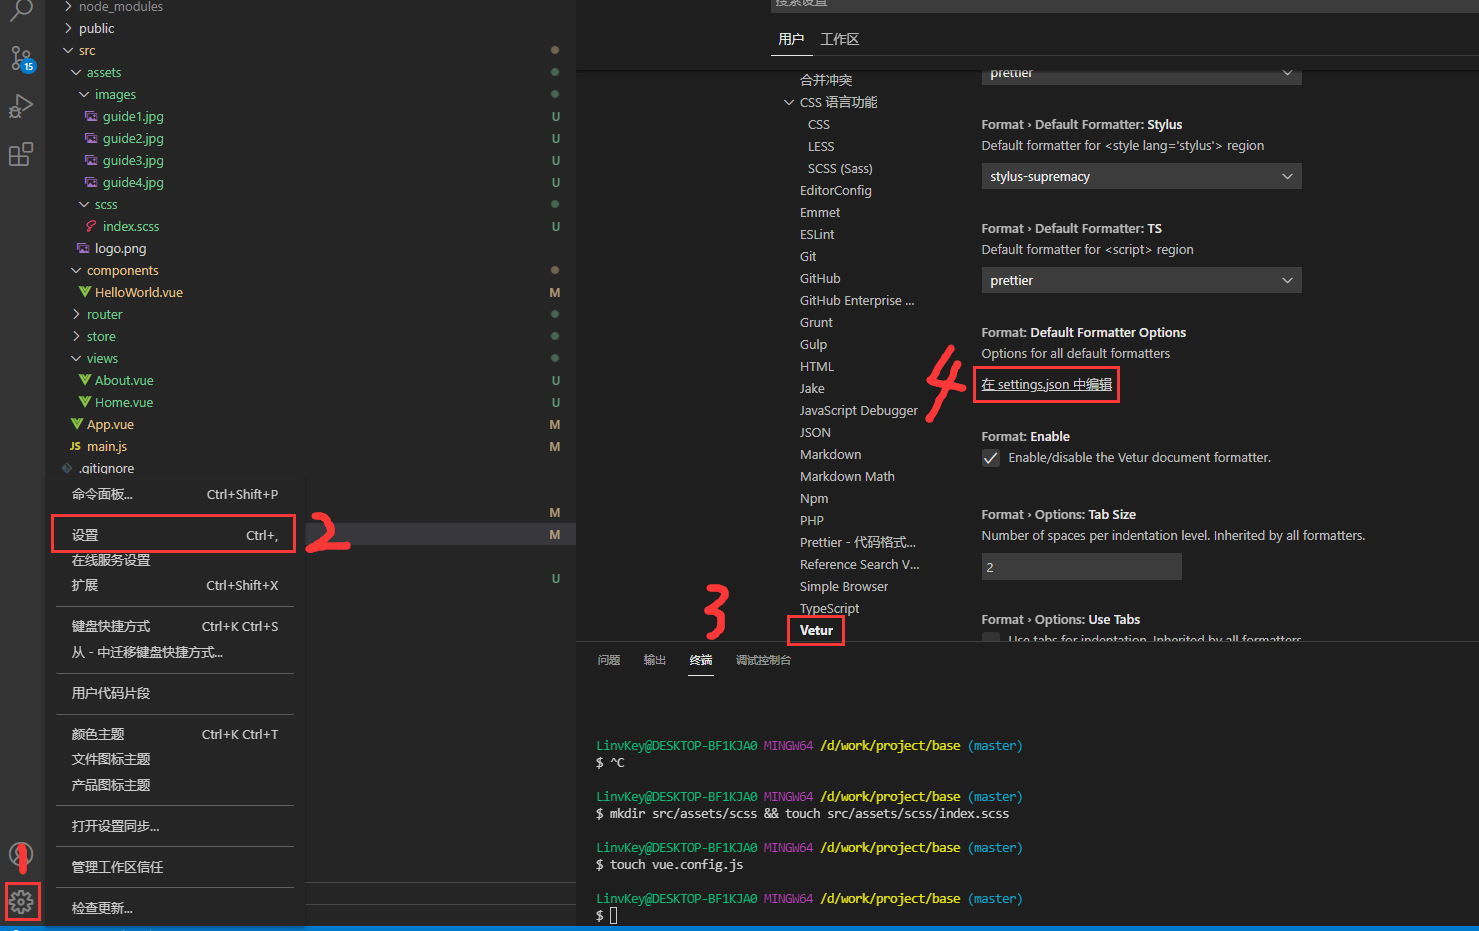 node_modules
public
src
assets
images
guide1.jpg U
guide2.jpg U
guide3.jpg U
guide4.jpg U
scss
index.scss U
logo.png
components
HelloWorld.vue M
router
store
views
About.vue U
Home.vue U
App.vue M
JS main.js M
.gitignore
M
M
U
15
命令面板... Ctrl+Shift+P
设置 Ctrl+,
在线服务设置
扩展 Ctrl+Shift+X
键盘快捷方式 Ctrl+K Ctrl+S
从 - 中迁移键盘快捷方式...
用户代码片段
颜色主题 Ctrl+K Ctrl+T
文件图标主题
产品图标主题
打开设置同步...
管理工作区信任
检查更新...
1
2
3
4
搜索设置
用户 工作区
合并冲突
CSS 语言功能
CSS
LESS
SCSS (Sass)
EditorConfig
Emmet
ESLint
Git
GitHub
GitHub Enterprise ...
Grunt
Gulp
HTML
Jake
JavaScript Debugger
JSON
Markdown
Markdown Math
Npm
PHP
Prettier - 代码格式...
Reference Search V...
Simple Browser
TypeScript
Vetur
prettier
Format › Default Formatter: Stylus
Default formatter for <style lang='stylus'> region
stylus-supremacy
Format › Default Formatter: TS
Default formatter for <script> region
prettier
Format: Default Formatter Options
Options for all default formatters
在 settings.json 中编辑
Format: Enable
Enable/disable the Vetur document formatter.
Format › Options: Tab Size
Number of spaces per indentation level. Inherited by all formatters.
2
Format › Options: Use Tabs
Use tabs for indentation. Inherited by all formatters.
问题 输出 终端 调试控制台
LinvKey@DESKTOP-BF1KJA0 MINGW64 /d/work/project/base (master)
$ ^C
LinvKey@DESKTOP-BF1KJA0 MINGW64 /d/work/project/base (master)
$ mkdir src/assets/scss && touch src/assets/scss/index.scss
LinvKey@DESKTOP-BF1KJA0 MINGW64 /d/work/project/base (master)
$ touch vue.config.js
LinvKey@DESKTOP-BF1KJA0 MINGW64 /d/work/project/base (master)
$